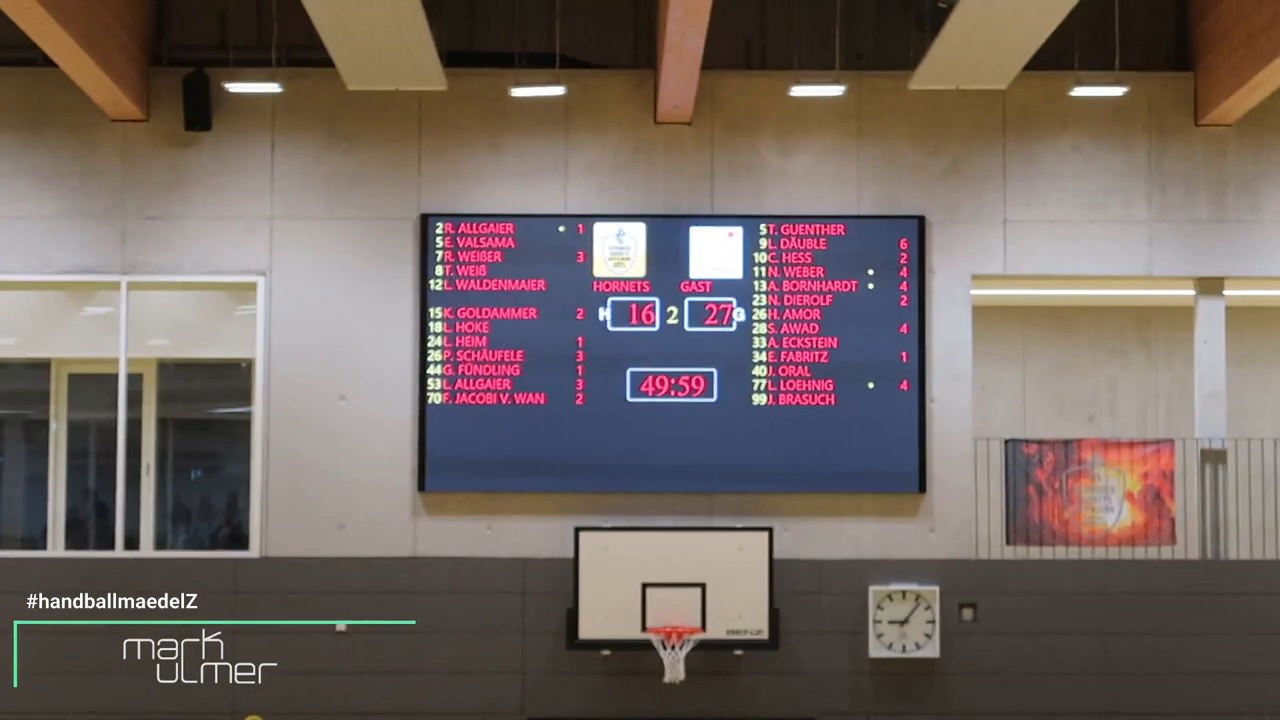 2 R. ALLGAIER • 1
5 E. VALSAMA
7 R. WEIßER 3
8 T. WEIß
12 L. WALDENMAIER
15 K. GOLDAMMER 2
18 L. HOKE
24 L. HEIM 1
26 P. SCHÄUFELE 3
44 G. FÜNDLING 1
53 L. ALLGAIER 3
70 F. JACOBI V. WAN 2
HORNETS GAST
H 16 2 27 G
49:59
5 T. GUENTHER
9 L. DÄUBLE 6
10 C. HESS 2
11 N. WEBER • 4
13 A. BORNHARDT • 4
23 N. DIEROLF 2
26 H. AMOR
28 S. AWAD 4
33 A. ECKSTEIN
34 E. FABRITZ 1
40 J. ORAL
77 L. LOEHNIG • 4
99 J. BRASUCH
#handballmaedelZ
mark
ulmer